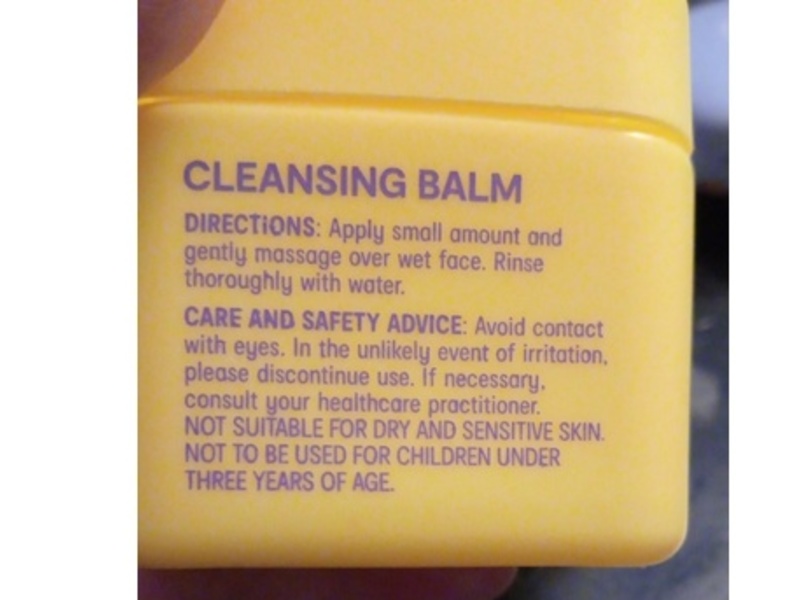 CLEANSING BALM
DIRECTiONS: Apply small amount and
gently massage over wet face. Rinse
thoroughly with water.
CARE AND SAFETY ADVICE: Avoid contact
with eyes. In the unlikely event of irritation,
please discontinue use. If necessary,
consult your healthcare practitioner.
NOT SUITABLE FOR DRY AND SENSITIVE SKIN.
NOT TO BE USED FOR CHILDREN UNDER
THREE YEARS OF AGE.